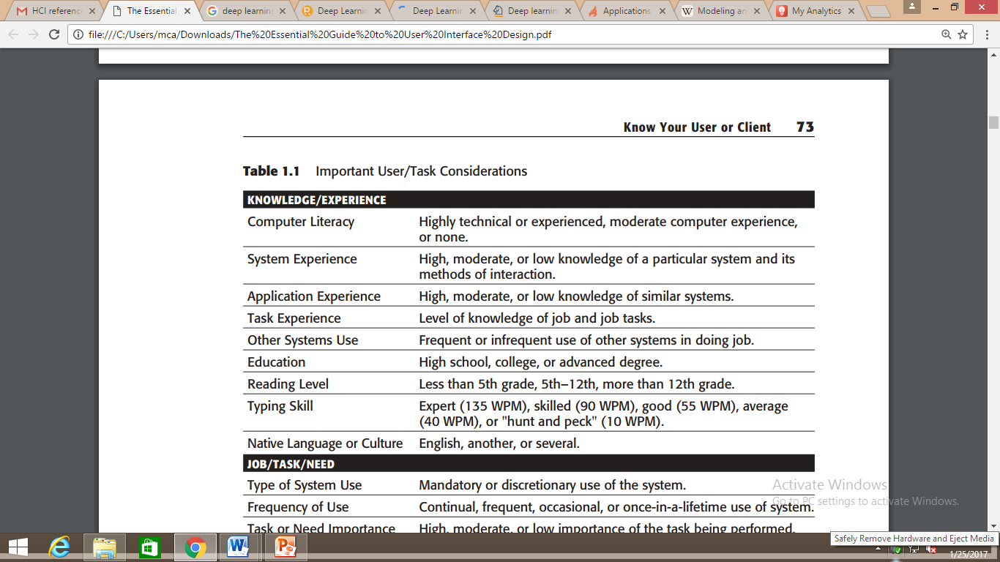 HCI referenc
The Essential
deep learning
Deep Learnin
Deep Learnin
Deep learnin
Applications
Modeling an
My Analytics
file:///C:/Users/mca/Downloads/The%20Essential%20Guide%20to%20User%20Interface%20Design.pdf
Know Your User or Client 73
Table 1.1 Important User/Task Considerations
KNOWLEDGE/EXPERIENCE
Computer Literacy Highly technical or experienced, moderate computer experience,
or none.
System Experience High, moderate, or low knowledge of a particular system and its
methods of interaction.
Application Experience High, moderate, or low knowledge of similar systems.
Task Experience Level of knowledge of job and job tasks.
Other Systems Use Frequent or infrequent use of other systems in doing job.
Education High school, college, or advanced degree.
Reading Level Less than 5th grade, 5th–12th, more than 12th grade.
Typing Skill Expert (135 WPM), skilled (90 WPM), good (55 WPM), average
(40 WPM), or "hunt and peck" (10 WPM).
Native Language or Culture English, another, or several.
JOB/TASK/NEED
Type of System Use Mandatory or discretionary use of the system.
Frequency of Use Continual, frequent, occasional, or once-in-a-lifetime use of system.
Task or Need Importance High, moderate, or low importance of the task being performed.
Activate Windows
Go to PC settings to activate Windows.
Safely Remove Hardware and Eject Media
1/25/2017